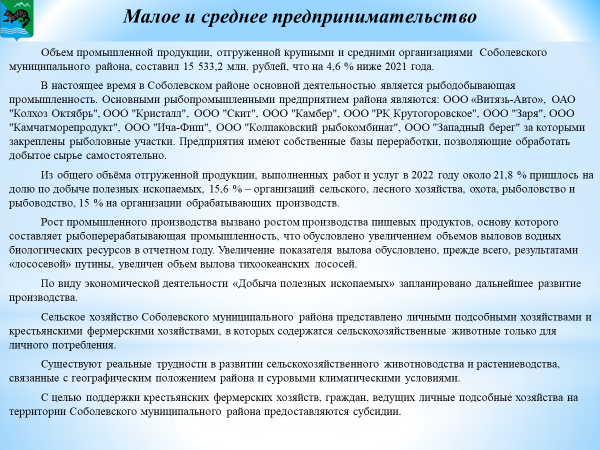 Малое и среднее предпринимательство
Объем промышленной продукции, отгруженной крупными и средними организациями Соболевского
муниципального района, составил 15 533,2 млн. рублей, что на 4,6 % ниже 2021 года.
В настоящее время в Соболевском районе основной деятельностью является рыбодобывающая
промышленность. Основными рыбопромышленными предприятием района являются: ООО «Витязь-Авто», ОАО
"Колхоз Октябрь", ООО "Кристалл", ООО "Скит", ООО "Камбер", ООО "РК Крутогоровское", ООО "Заря", ООО
"Камчатморепродукт", ООО "Ича-Фиш", ООО "Колпаковский рыбокомбинат", ООО "Западный берег" за которыми
закреплены рыболовные участки. Предприятия имеют собственные базы переработки, позволяющие обработать
добытое сырье самостоятельно.
Из общего объёма отгруженной продукции, выполненных работ и услуг в 2022 году около 21,8 % пришлось на
долю по добыче полезных ископаемых, 15,6 % – организаций сельского, лесного хозяйства, охота, рыболовство и
рыбоводство, 15 % на организации обрабатывающих производств.
Рост промышленного производства вызвано ростом производства пищевых продуктов, основу которого
составляет рыбоперерабатывающая промышленность, что обусловлено увеличением объемов выловов водных
биологических ресурсов в отчетном году. Увеличение показателя вылова обусловлено, прежде всего, результатами
«лососевой» путины, увеличен объем вылова тихоокеанских лососей.
По виду экономической деятельности «Добыча полезных ископаемых» запланировано дальнейшее развитие
производства.
Сельское хозяйство Соболевского муниципального района представлено личными подсобными хозяйствами и
крестьянскими фермерскими хозяйствами, в которых содержатся сельскохозяйственные животные только для
личного потребления.
Существуют реальные трудности в развитии сельскохозяйственного животноводства и растениеводства,
связанные с географическим положением района и суровыми климатическими условиями.
С целью поддержки крестьянских фермерских хозяйств, граждан, ведущих личные подсобные хозяйства на
территории Соболевского муниципального района предоставляются субсидии.